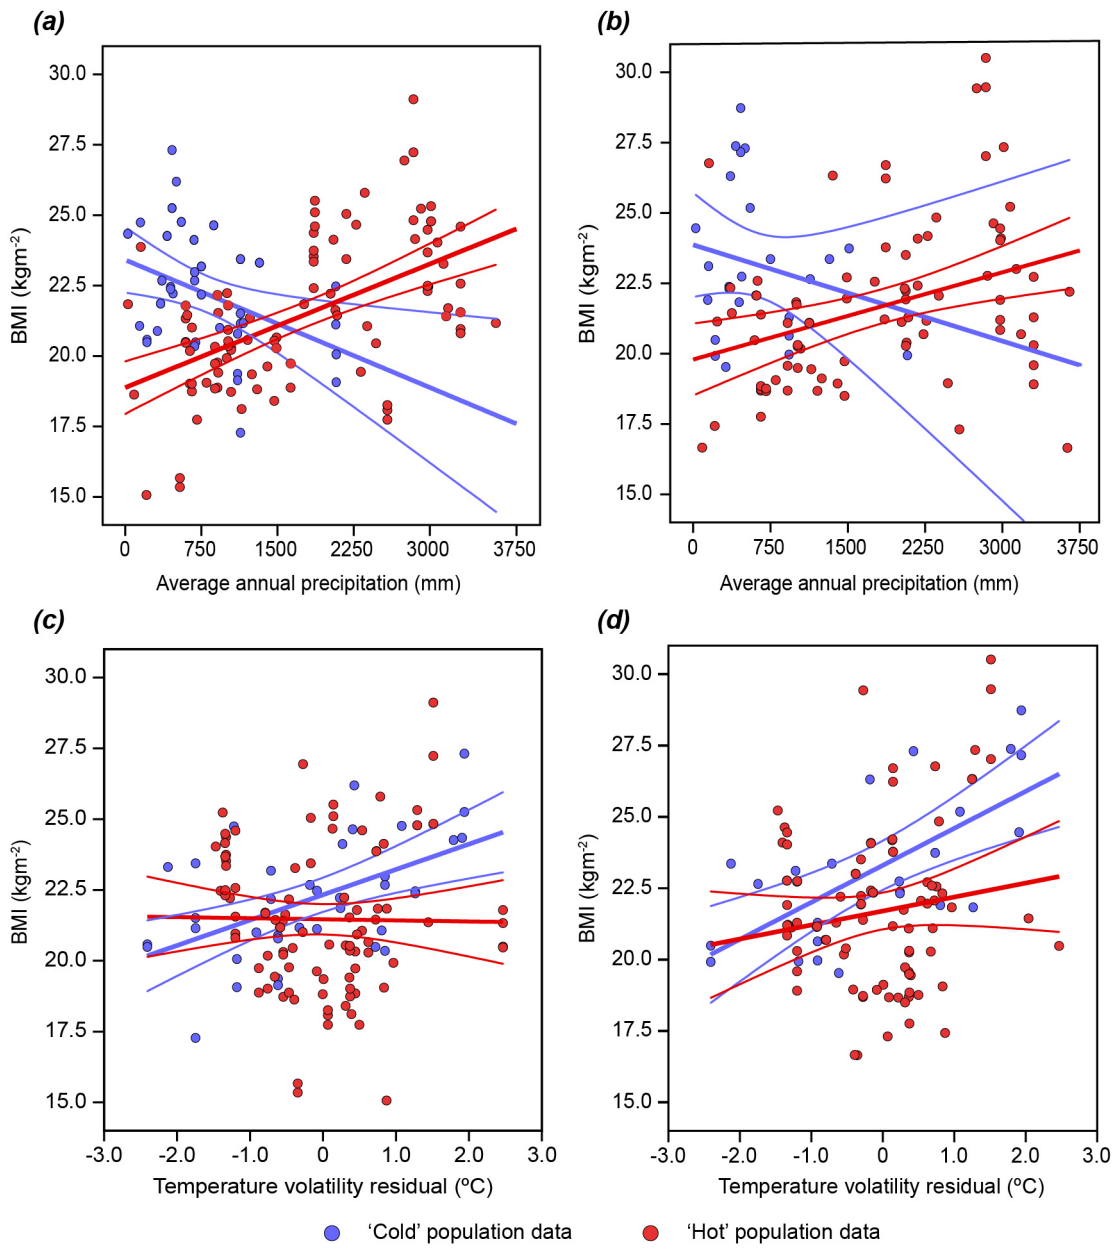 (a)
(b)
30.0
27.5
25.0
22.5
20.0
17.5
15.0
BMI (kgm-2)
0 750 1500 2250 3000 3750
Average annual precipitation (mm)
30.0
27.5
25.0
22.5
20.0
17.5
15.0
BMI (kgm-2)
0 750 1500 2250 3000 3750
Average annual precipitation (mm)
(c)
(d)
30.0
27.5
25.0
22.5
20.0
17.5
15.0
BMI (kgm-2)
-3.0 -2.0 -1.0 0 1.0 2.0 3.0
Temperature volatility residual (ºC)
30.0
27.5
25.0
22.5
20.0
17.5
15.0
BMI (kgm-2)
-3.0 -2.0 -1.0 0 1.0 2.0 3.0
Temperature volatility residual (ºC)
‘Cold’ population data
‘Hot’ population data